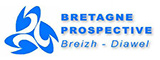 BRETAGNE
PROSPECTIVE
Breizh - Diawel